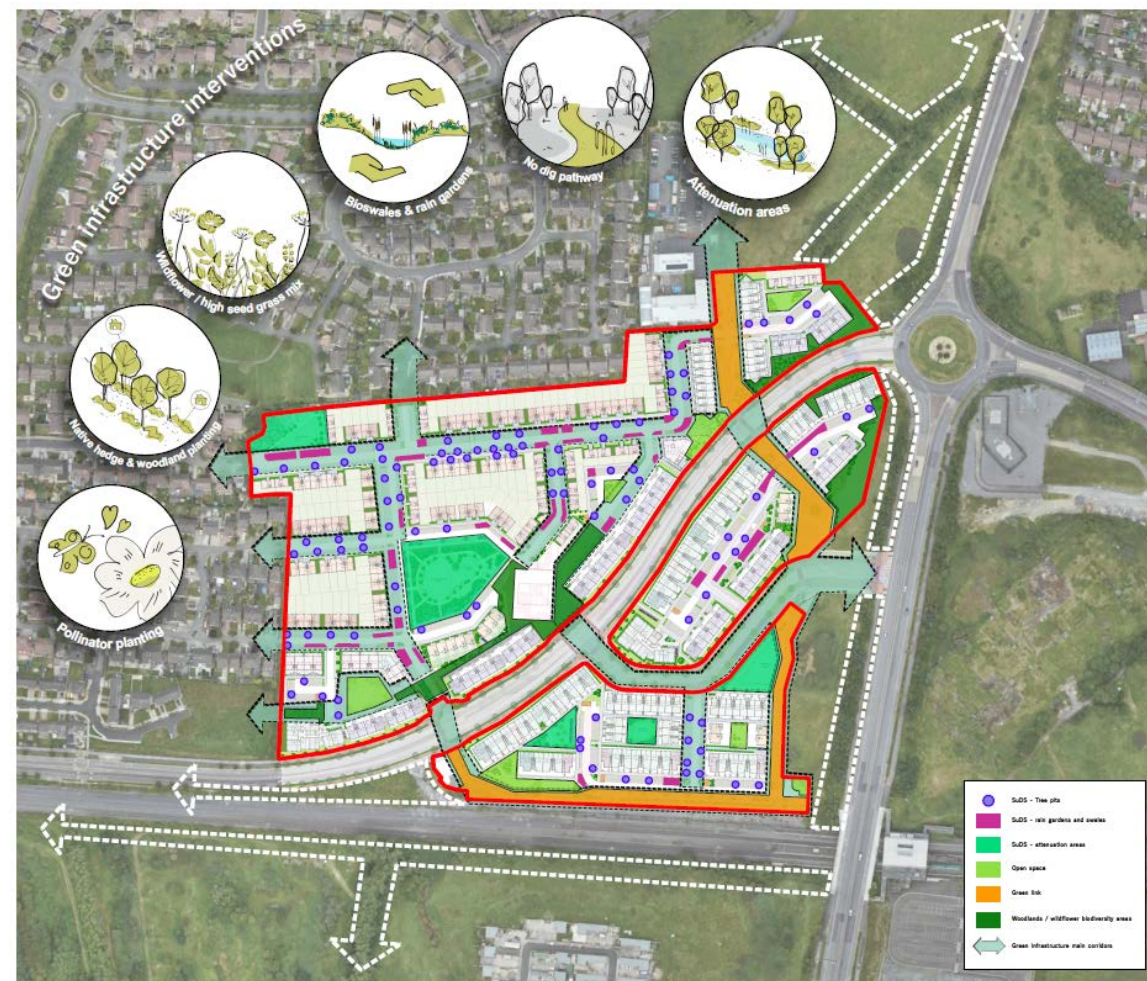 Green infrastructure interventions
Bioswales & rain gardens
No dig pathway
Attenuation areas
Wildflower / high seed grass mix
Native hedge & woodland planting
Pollinator planting
SuDS - Tree pits
SuDS - rain gardens and swales
SuDS - attenuation areas
Open space
Green link
Woodlands / wildflower biodiversity areas
Green infrastructure main corridors